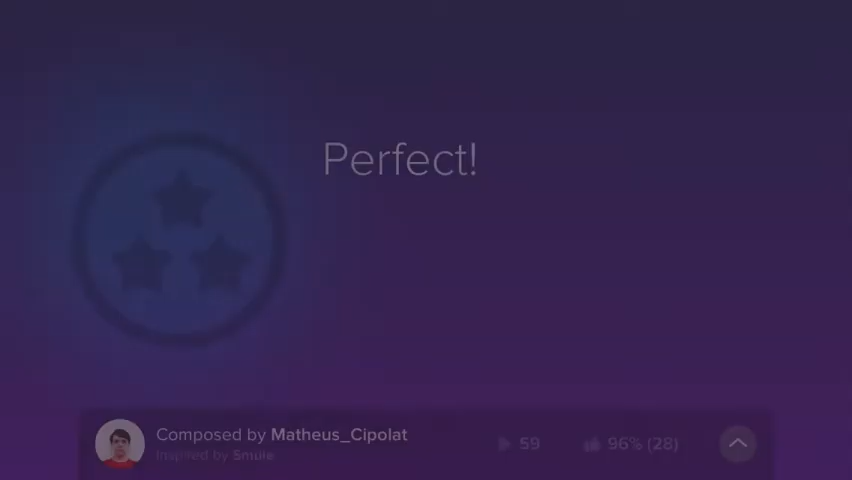 Perfect!
Composed by Matheus_Cipolat
59
96% (28)
Inspired by Smule